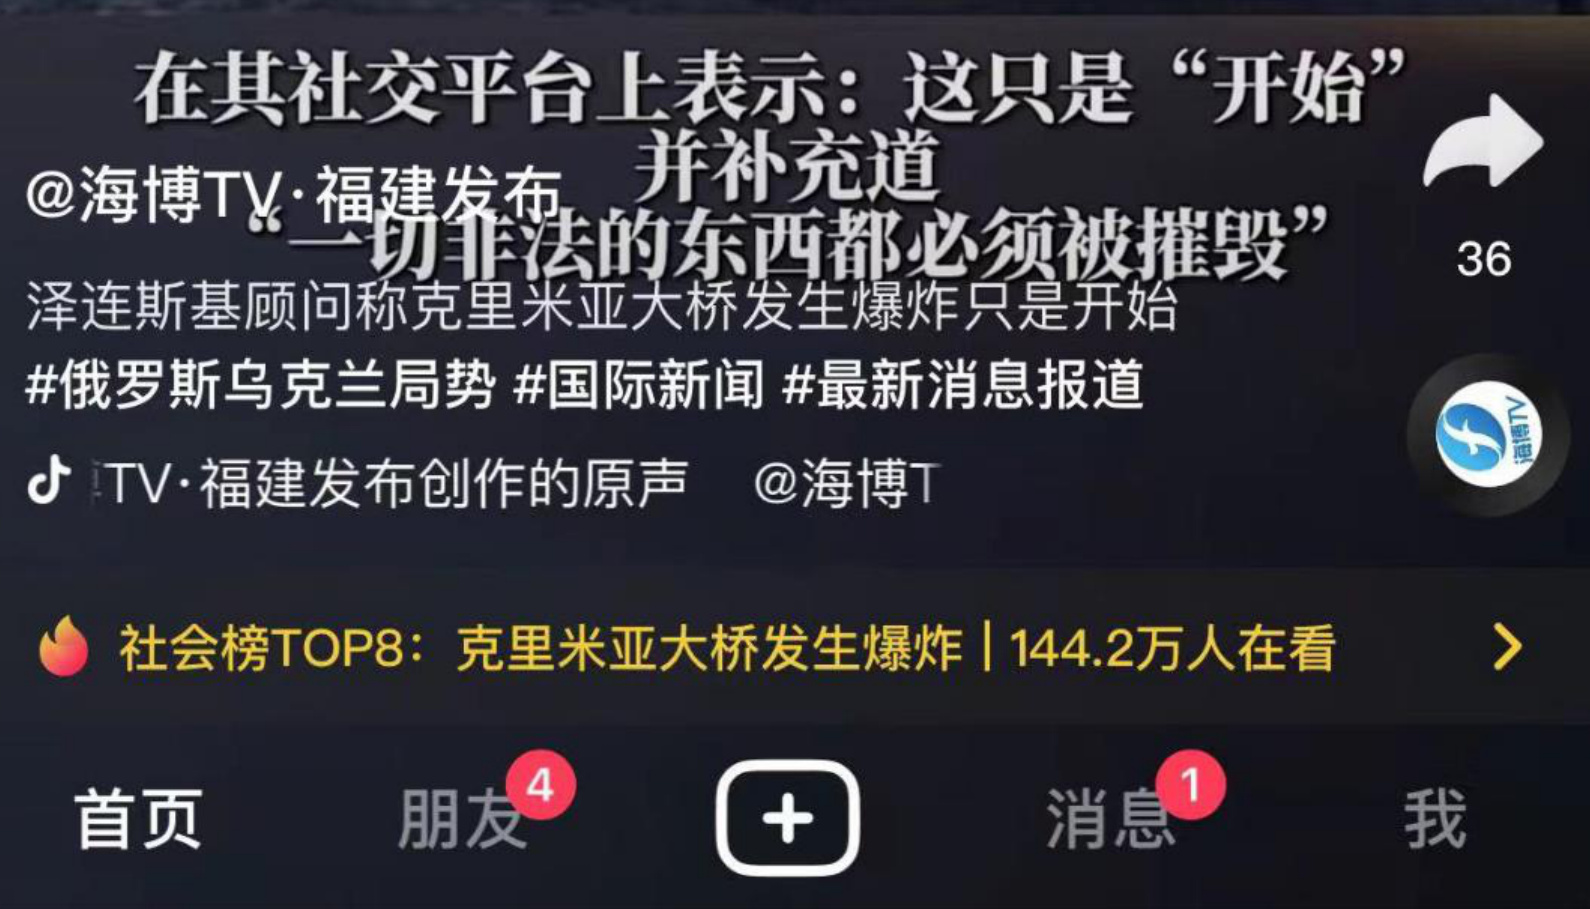 在其社交平台上表示：这只是“开始”
并补充道
@海博TV·福建发布
“一切非法的东西都必须被摧毁”
36
泽连斯基顾问称克里米亚大桥发生爆炸只是开始
#俄罗斯乌克兰局势 #国际新闻 #最新消息报道
海博TV
TV·福建发布创作的原声 @海博T
社会榜TOP8：克里米亚大桥发生爆炸 | 144.2万人在看
首页
朋友 4
消息 1
我